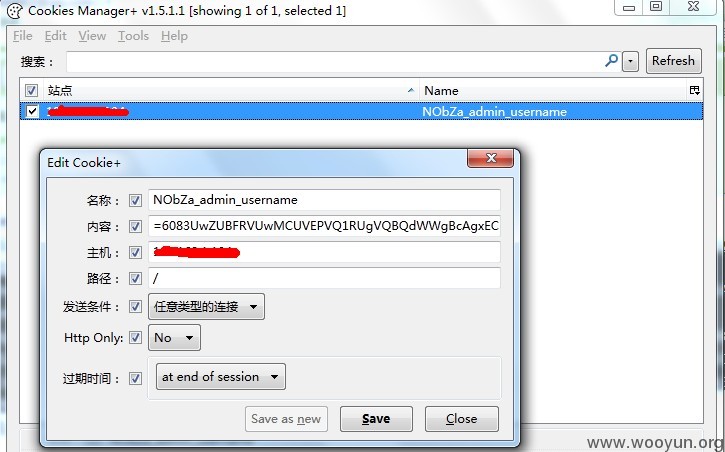 Cookies Manager+ v1.5.1.1 [showing 1 of 1, selected 1]
File Edit View Tools Help
搜索： Refresh
站点 Name
NObZa_admin_username
Edit Cookie+
名称： NObZa_admin_username
内容： =6083UwZUBFRVUwMCUVEPVQ1RUgVQBQdWWgBcAgxEC
主机：
路径： /
发送条件： 任意类型的连接
Http Only: No
过期时间： at end of session
Save as new Save Close
www.wooyun.org